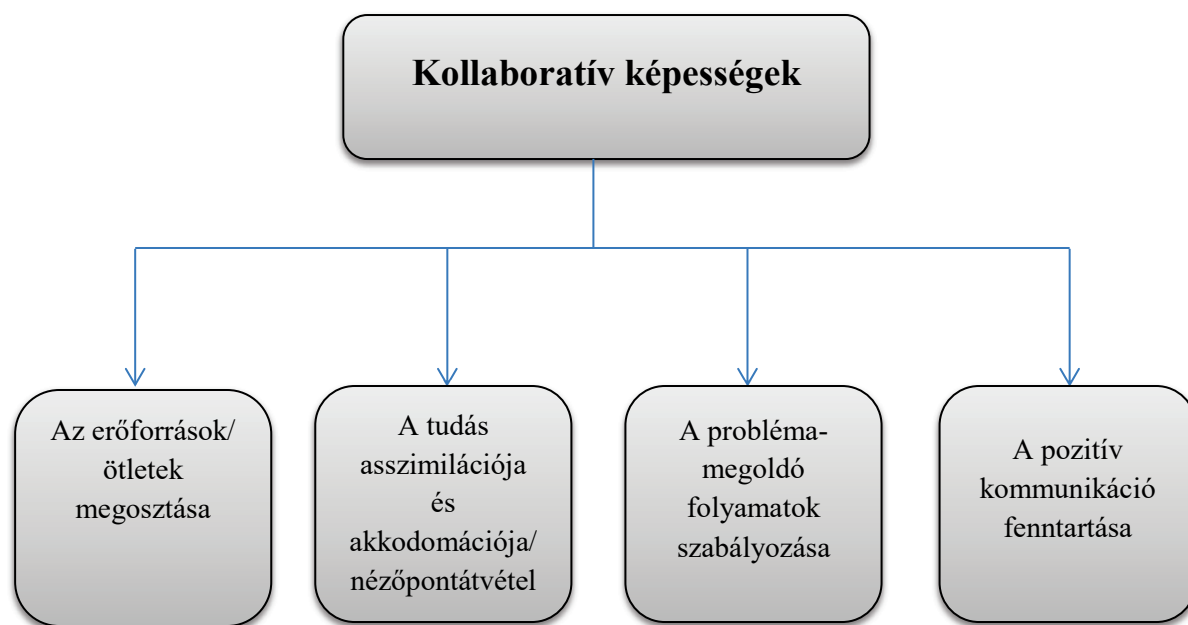 Kollaboratív képességek
Az erőforrások/
ötletek
megosztása
A tudás
asszimilációja
és
akkodomációja/
nézőpontátvétel
A probléma-
megoldó
folyamatok
szabályozása
A pozitív
kommunikáció
fenntartása